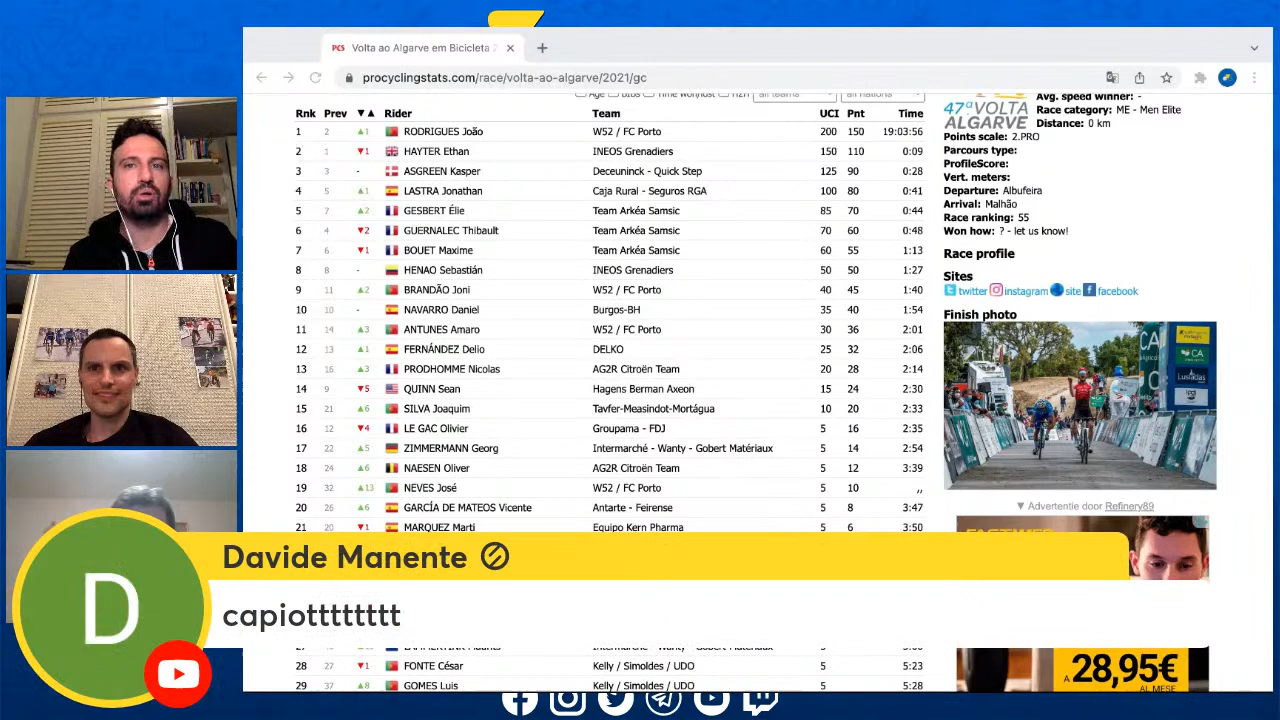 PCS Volta ao Algarve em Bicicleta 2
procyclingstats.com/race/volta-ao-algarve/2021/gc
Rnk Prev ▼▲ Rider Team UCI Pnt Time
1 2 ▲1 RODRIGUES João W52 / FC Porto 200 150 19:03:56
2 1 ▼1 HAYTER Ethan INEOS Grenadiers 150 110 0:09
3 3 - ASGREEN Kasper Deceuninck - Quick Step 125 90 0:28
4 5 ▲1 LASTRA Jonathan Caja Rural - Seguros RGA 100 80 0:41
5 7 ▲2 GESBERT Élie Team Arkéa Samsic 85 70 0:44
6 4 ▼2 GUERNALEC Thibault Team Arkéa Samsic 70 60 0:48
7 6 ▼1 BOUET Maxime Team Arkéa Samsic 60 55 1:13
8 8 - HENAO Sebastián INEOS Grenadiers 50 50 1:27
9 11 ▲2 BRANDÃO Joni W52 / FC Porto 40 45 1:40
10 10 - NAVARRO Daniel Burgos-BH 35 40 1:54
11 14 ▲3 ANTUNES Amaro W52 / FC Porto 30 36 2:01
12 13 ▲1 FERNÁNDEZ Delio DELKO 25 32 2:06
13 16 ▲3 PRODHOMME Nicolas AG2R Citroën Team 20 28 2:14
14 9 ▼5 QUINN Sean Hagens Berman Axeon 15 24 2:30
15 21 ▲6 SILVA Joaquim Tavfer-Measindot-Mortágua 10 20 2:33
16 12 ▼4 LE GAC Olivier Groupama - FDJ 5 16 2:35
17 22 ▲5 ZIMMERMANN Georg Intermarché - Wanty - Gobert Matériaux 5 14 2:54
18 24 ▲6 NAESEN Oliver AG2R Citroën Team 5 12 3:39
19 32 ▲13 NEVES José W52 / FC Porto 5 10 ,,
20 26 ▲6 GARCÍA DE MATEOS Vicente Antarte - Feirense 5 8 3:47
21 20 ▼1 MARQUEZ Marti Equipo Kern Pharma 5 6 3:50
28 27 ▼1 FONTE César Kelly / Simoldes / UDO 5 5:23
29 37 ▲8 GOMES Luis Kelly / Simoldes / UDO 5 5:28
47ª VOLTA
ALGARVE
Avg. speed winner: -
Race category: ME - Men Elite
Distance: 0 km
Points scale: 2.PRO
Parcours type:
ProfileScore:
Vert. meters:
Departure: Albufeira
Arrival: Malhão
Race ranking: 55
Won how: ? - let us know!
Race profile
Sites
twitter instagram site facebook
Finish photo
▼ Advertentie door Refinery89
A 28,95€
AL MESE
Davide Manente
capiotttttttt
D